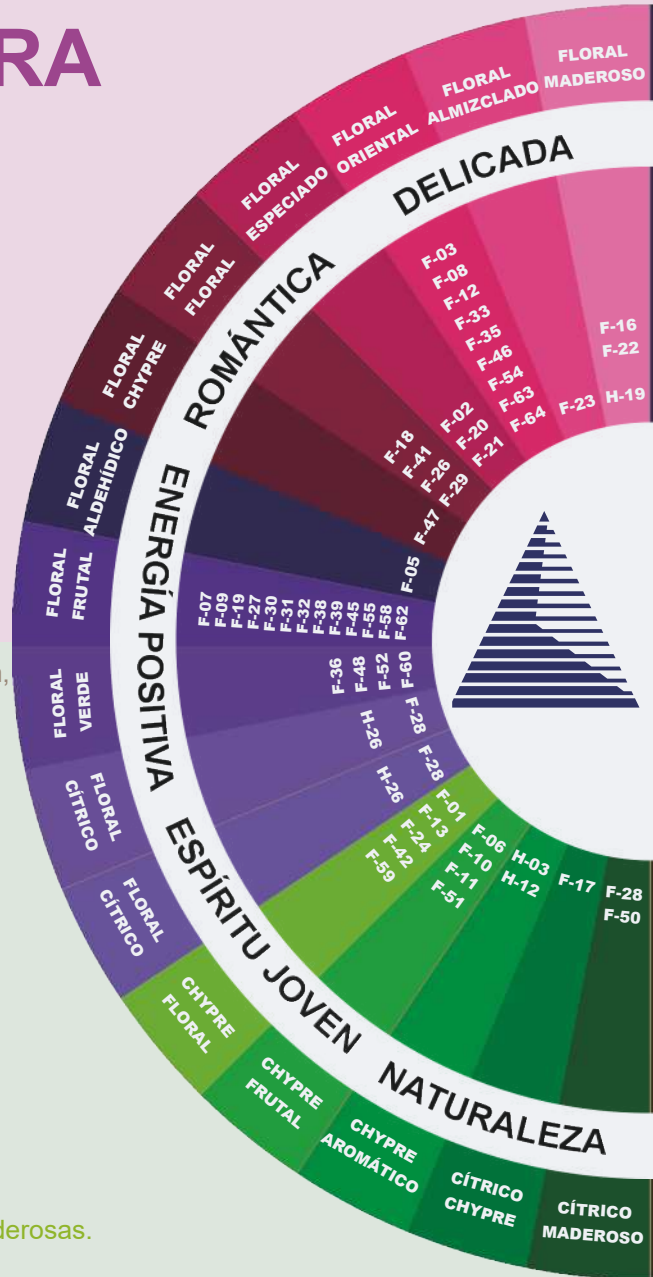 RA
FLORAL
MADEROSO
FLORAL
ALMIZCLADO
FLORAL
ORIENTAL
FLORAL
ESPECIADO
FLORAL
FLORAL
FLORAL
CHYPRE
FLORAL
ALDEHÍDICO
FLORAL
FRUTAL
FLORAL
VERDE
FLORAL
CÍTRICO
FLORAL
CÍTRICO
CHYPRE
FLORAL
CHYPRE
FRUTAL
CHYPRE
AROMÁTICO
CÍTRICO
CHYPRE
CÍTRICO
MADEROSO
DELICADA
ROMÁNTICA
ENERGÍA POSITIVA
ESPÍRITU JOVEN
NATURALEZA
F-16
F-22
H-19
F-23
F-03
F-08
F-12
F-33
F-35
F-46
F-54
F-63
F-64
F-02
F-20
F-21
F-18
F-41
F-26
F-29
F-47
F-05
F-07
F-09
F-19
F-27
F-30
F-31
F-32
F-38
F-39
F-45
F-55
F-58
F-62
F-36
F-48
F-52
F-60
H-26
F-28
H-26
F-28
F-01
F-13
F-24
F-42
F-59
F-06
F-10
F-11
F-51
H-03
H-12
F-17
F-28
F-50
derosas.